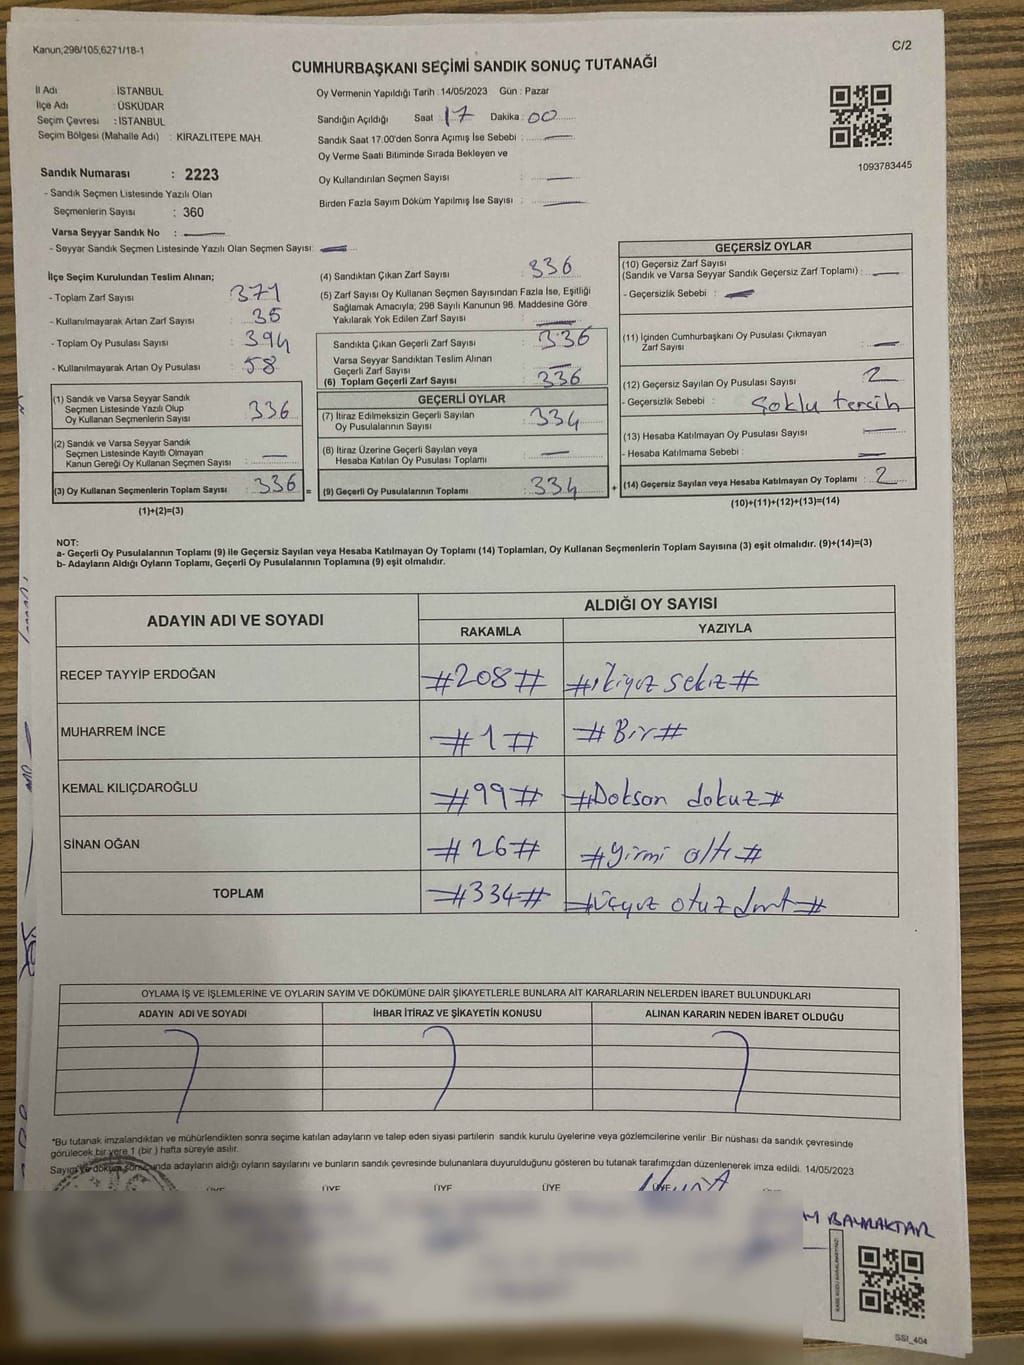 Kanun,298/105,6271/18-1
C/2
CUMHURBAŞKANI SEÇİMİ SANDIK SONUÇ TUTANAĞI
İl Adı : İSTANBUL
İlçe Adı : ÜSKÜDAR
Seçim Çevresi : İSTANBUL
Seçim Bölgesi (Mahalle Adı) : KİRAZLITEPE MAH.
Oy Vermenin Yapıldığı Tarih : 14/05/2023 Gün : Pazar
Sandığın Açıldığı Saat : 17 Dakika : 00
Sandık Saat 17:00'den Sonra Açmış İse Sebebi :
Oy Verme Saati Bitiminde Sırada Bekleyen ve
Oy Kullandırılan Seçmen Sayısı :
Birden Fazla Sayım Döküm Yapılmış İse Sayısı :
1093783445
Sandık Numarası : 2223
- Sandık Seçmen Listesinde Yazılı Olan
Seçmenlerin Sayısı : 360
Varsa Seyyar Sandık No :
- Seyyar Sandık Seçmen Listesinde Yazılı Olan Seçmen Sayısı:
İlçe Seçim Kurulundan Teslim Alınan;
- Toplam Zarf Sayısı : 371
- Kullanılmayarak Artan Zarf Sayısı : 35
- Toplam Oy Pusulası Sayısı : 394
- Kullanılmayarak Artan Oy Pusulası : 58
(1) Sandık ve Varsa Seyyar Sandık
Seçmen Listesinde Yazılı Olup
Oy Kullanan Seçmenlerin Sayısı : 336
(2) Sandık ve Varsa Seyyar Sandık
Seçmen Listesinde Kayıtlı Olmayan
Kanun Gereği Oy Kullanan Seçmen Sayısı :
(3) Oy Kullanan Seçmenlerin Toplam Sayısı : 336 =
(1)+(2)=(3)
(4) Sandıktan Çıkan Zarf Sayısı : 336
(5) Zarf Sayısı Oy Kullanan Seçmen Sayısından Fazla İse, Eşitliği
Sağlamak Amacıyla; 298 Sayılı Kanunun 98. Maddesine Göre
Yakılarak Yok Edilen Zarf Sayısı :
Sandıkta Çıkan Geçerli Zarf Sayısı : 336
Varsa Seyyar Sandıktan Teslim Alınan
Geçerli Zarf Sayısı :
(6) Toplam Geçerli Zarf Sayısı : 336
GEÇERLİ OYLAR
(7) İtiraz Edilmeksizin Geçerli Sayılan
Oy Pusulalarının Sayısı : 334
(8) İtiraz Üzerine Geçerli Sayılan veya
Hesaba Katılan Oy Pusulası Toplamı :
(9) Geçerli Oy Pusulalarının Toplamı : 334 +
GEÇERSİZ OYLAR
(10) Geçersiz Zarf Sayısı
(Sandık ve Varsa Seyyar Sandık Geçersiz Zarf Toplamı) :
- Geçersizlik Sebebi :
(11) İçinden Cumhurbaşkanı Oy Pusulası Çıkmayan
Zarf Sayısı :
(12) Geçersiz Sayılan Oy Pusulası Sayısı : 2
- Geçersizlik Sebebi : Çoklu tercih
(13) Hesaba Katılmayan Oy Pusulası Sayısı :
- Hesaba Katılmama Sebebi :
(14) Geçersiz Sayılan veya Hesaba Katılmayan Oy Toplamı : 2
(10)+(11)+(12)+(13)=(14)
NOT:
a- Geçerli Oy Pusulalarının Toplamı (9) ile Geçersiz Sayılan veya Hesaba Katılmayan Oy Toplamı (14) Toplamları, Oy Kullanan Seçmenlerin Toplam Sayısına (3) eşit olmalıdır. (9)+(14)=(3)
b- Adayların Aldığı Oyların Toplamı, Geçerli Oy Pusulalarının Toplamına (9) eşit olmalıdır.
ADAYIN ADI VE SOYADI
ALDIĞI OY SAYISI
RAKAMLA YAZIYLA
RECEP TAYYİP ERDOĞAN #208# #ikiyüz sekiz#
MUHARREM İNCE #1# #Bir#
KEMAL KILIÇDAROĞLU #99# #Doksan dokuz#
SİNAN OĞAN #26# #Yirmi altı#
TOPLAM #334# #Üçyüz otuz dört#
OYLAMA İŞ VE İŞLEMLERİNE VE OYLARIN SAYIM VE DÖKÜMÜNE DAİR ŞİKAYETLERLE BUNLARA AİT KARARLARIN NELERDEN İBARET BULUNDUKLARI
ADAYIN ADI VE SOYADI İHBAR İTİRAZ VE ŞİKAYETİN KONUSU ALINAN KARARIN NEDEN İBARET OLDUĞU
*Bu tutanak imzalandıktan ve mühürlendikten sonra seçime katılan adayların ve talep eden siyasi partilerin sandık kurulu üyelerine veya gözlemcilerine verilir. Bir nüshası da sandık çevresinde
görülecek bir yere 1 (bir) hafta süreyle asılır.
Sayım ve döküm sonucunda adayların aldığı oyların sayılarını ve bunların sandık çevresinde bulunanlara duyurulduğunu gösteren bu tutanak tarafımızdan düzenlenerek imza edildi. 14/05/2023
ÜYE ÜYE ÜYE ÜYE ÜYE
BAYRAKTAR
SSI_404